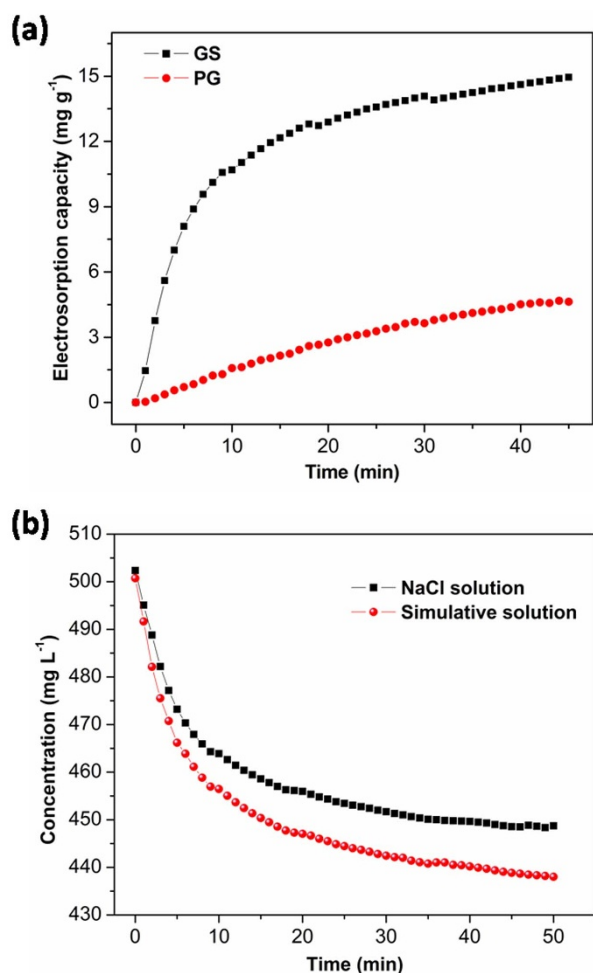 (a)
GS
PG
15
12
9
6
3
0
Electrosorption capacity (mg g⁻¹)
0 10 20 30 40
Time (min)
(b)
510
500
490
480
470
460
450
440
430
NaCl solution
Simulative solution
Concentration (mg L⁻¹)
0 10 20 30 40 50
Time (min)